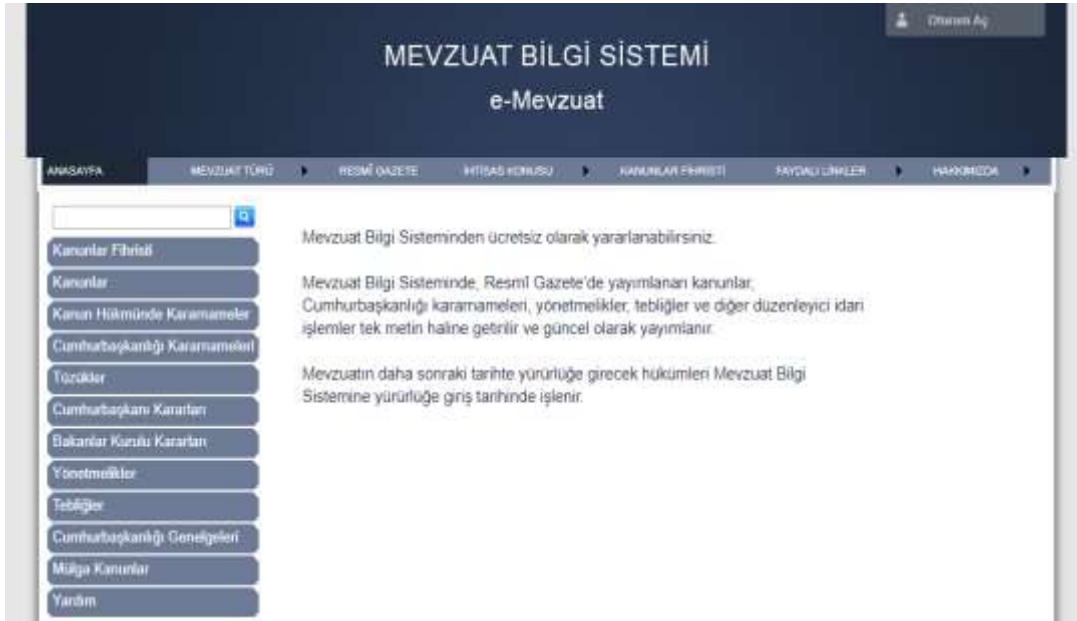 Oturum Aç
MEVZUAT BİLGİ SİSTEMİ
e-Mevzuat
ANASAYFA MEVZUAT TÜRÜ RESMÎ GAZETE İHTİSAS KONUSU KANUNLAR FİHRİSTİ FAYDALI LİNKLER HAKKIMIZDA
Kanunlar Fihristi
Kanunlar
Kanun Hükmünde Kararnameler
Cumhurbaşkanlığı Kararnameleri
Tüzükler
Cumhurbaşkanı Kararları
Bakanlar Kurulu Kararları
Yönetmelikler
Tebliğler
Cumhurbaşkanlığı Genelgeleri
Mülga Kanunlar
Yardım
Mevzuat Bilgi Sisteminden ücretsiz olarak yararlanabilirsiniz.
Mevzuat Bilgi Sisteminde, Resmî Gazete'de yayımlanan kanunlar,
Cumhurbaşkanlığı kararnameleri, yönetmelikler, tebliğler ve diğer düzenleyici idari
işlemler tek metin haline getirilir ve güncel olarak yayımlanır.
Mevzuatın daha sonraki tarihte yürürlüğe girecek hükümleri Mevzuat Bilgi
Sistemine yürürlüğe giriş tarihinde işlenir.